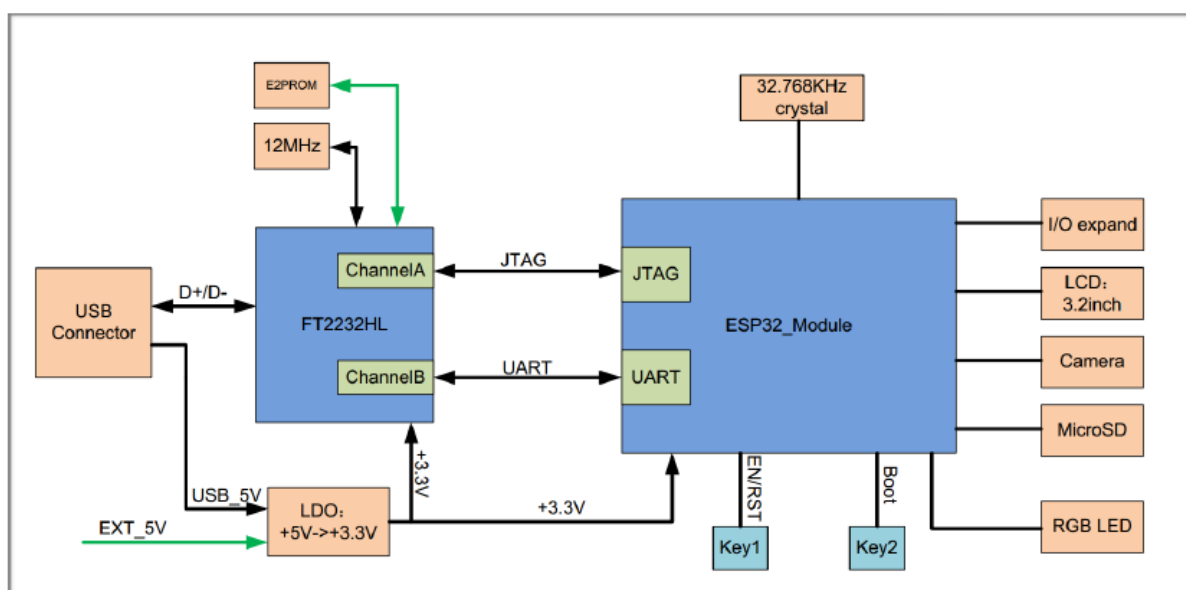 E2PROM
12MHz
32.768KHz
crystal
USB
Connector
D+/D-
FT2232HL
ChannelA
ChannelB
JTAG
UART
JTAG
UART
ESP32_Module
I/O expand
LCD：
3.2inch
Camera
MicroSD
RGB LED
USB_5V
EXT_5V
LDO：
+5V->+3.3V
+3.3V
+3.3V
EN/RST
Boot
Key1
Key2